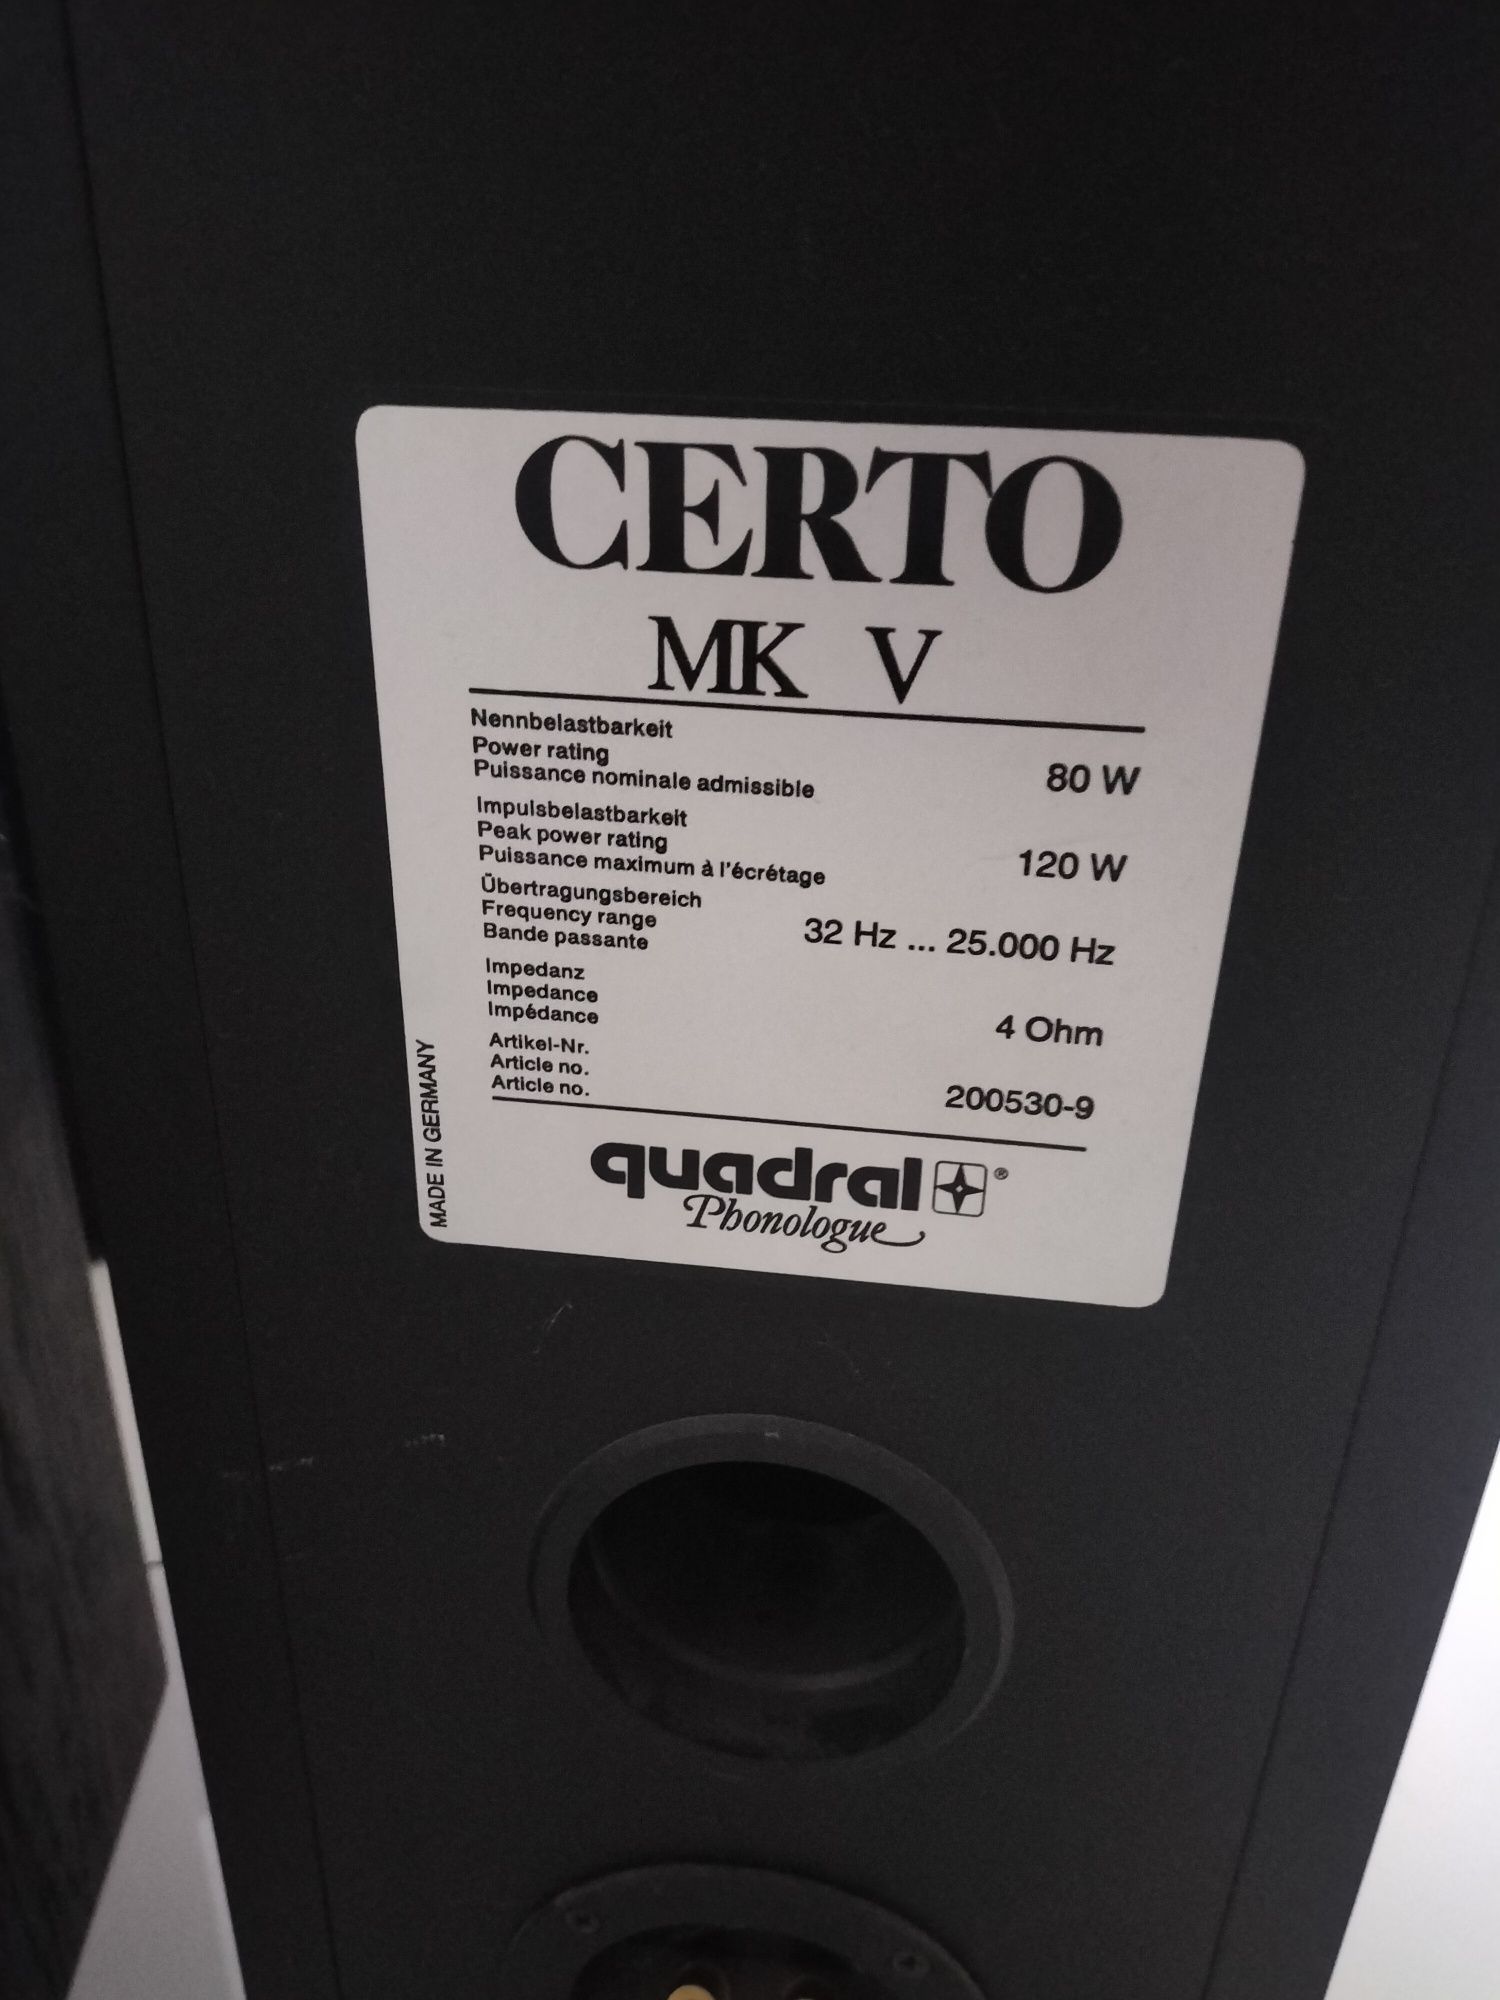 CERTO
MK V
Nennbelastbarkeit
Power rating
Puissance nominale admissible
80 W
Impulsbelastbarkeit
Peak power rating
Puissance maximum à l'écrétage
120 W
Übertragungsbereich
Frequency range
Bande passante
32 Hz ... 25.000 Hz
Impedanz
Impedance
Impédance
4 Ohm
Artikel-Nr.
Article no.
Article no.
200530-9
MADE IN GERMANY
quadral ®
Phonologue